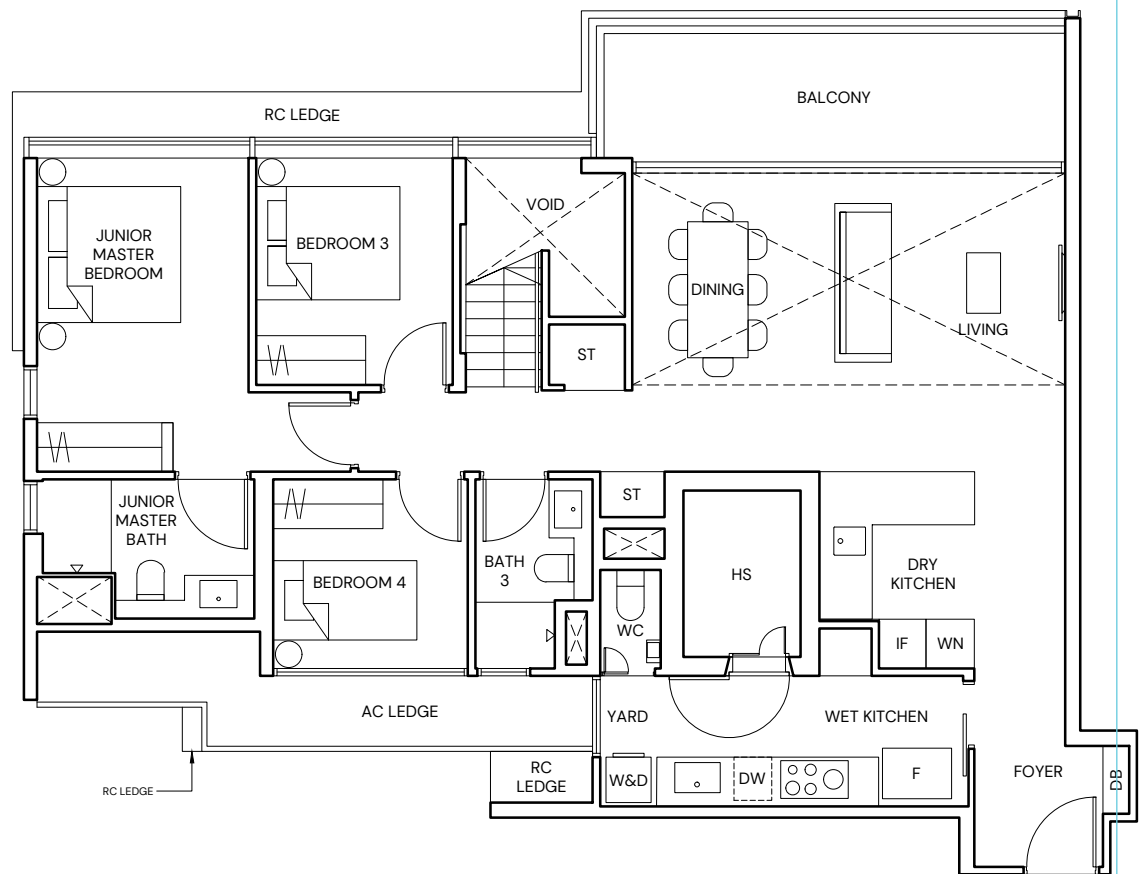 BALCONY
RC LEDGE
VOID
JUNIOR
MASTER
BEDROOM
BEDROOM 3
DINING
LIVING
ST
ST
JUNIOR
MASTER
BATH
BEDROOM 4
BATH
3
HS
DRY
KITCHEN
WC
IF
WN
AC LEDGE
YARD
WET KITCHEN
RC
LEDGE
W&D
DW
F
FOYER
DB
RC LEDGE